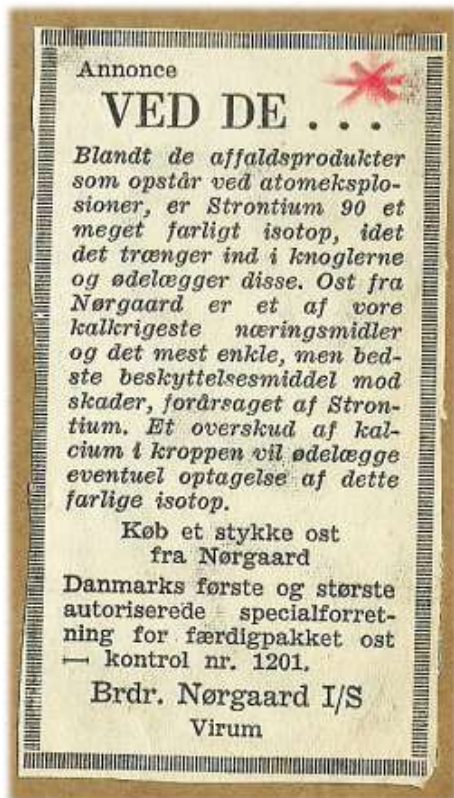 Annonce
VED DE ...
Blandt de affaldsprodukter
som opstår ved atomeksplo-
sioner, er Strontium 90 et
meget farligt isotop, idet
det trænger ind i knoglerne
og ødelægger disse. Ost fra
Nørgaard er et af vore
kalkrigeste næringsmidler
og det mest enkle, men bed-
ste beskyttelsesmiddel mod
skader, forårsaget af Stron-
tium. Et overskud af kal-
cium i kroppen vil ødelægge
eventuel optagelse af dette
farlige isotop.
Køb et stykke ost
fra Nørgaard
Danmarks første og største
autoriserede specialforret-
ning for færdigpakket ost
— kontrol nr. 1201.
Brdr. Nørgaard I/S
Virum